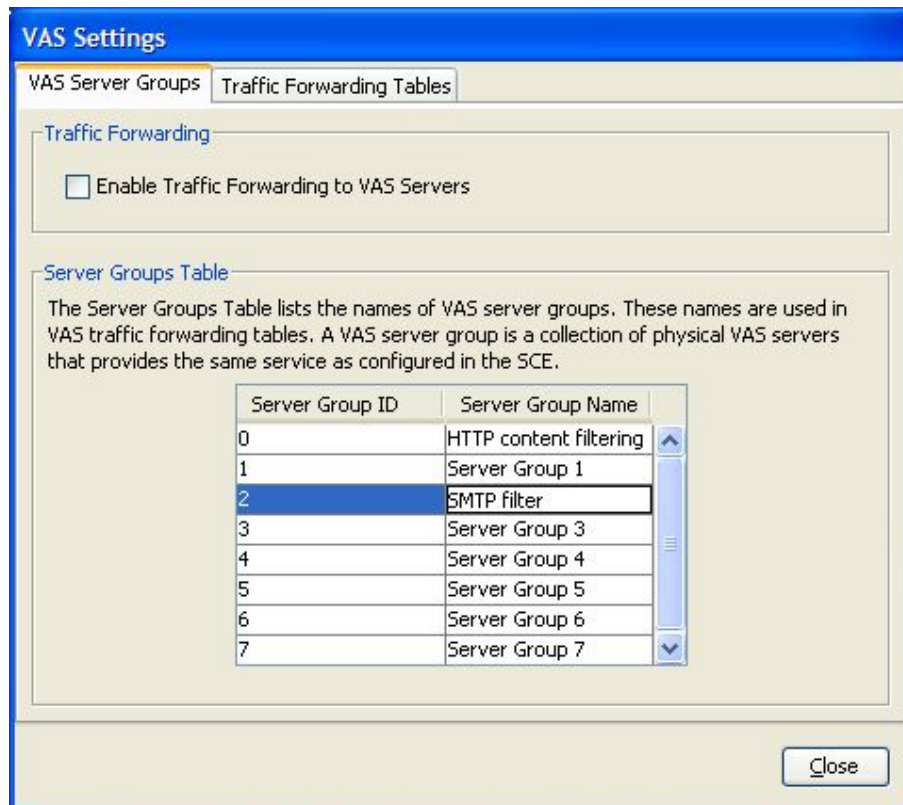 VAS Settings
VAS Server Groups Traffic Forwarding Tables
Traffic Forwarding
Enable Traffic Forwarding to VAS Servers
Server Groups Table
The Server Groups Table lists the names of VAS server groups. These names are used in
VAS traffic forwarding tables. A VAS server group is a collection of physical VAS servers
that provides the same service as configured in the SCE.
Server Group ID Server Group Name
0 HTTP content filtering
1 Server Group 1
2 SMTP filter
3 Server Group 3
4 Server Group 4
5 Server Group 5
6 Server Group 6
7 Server Group 7
Close